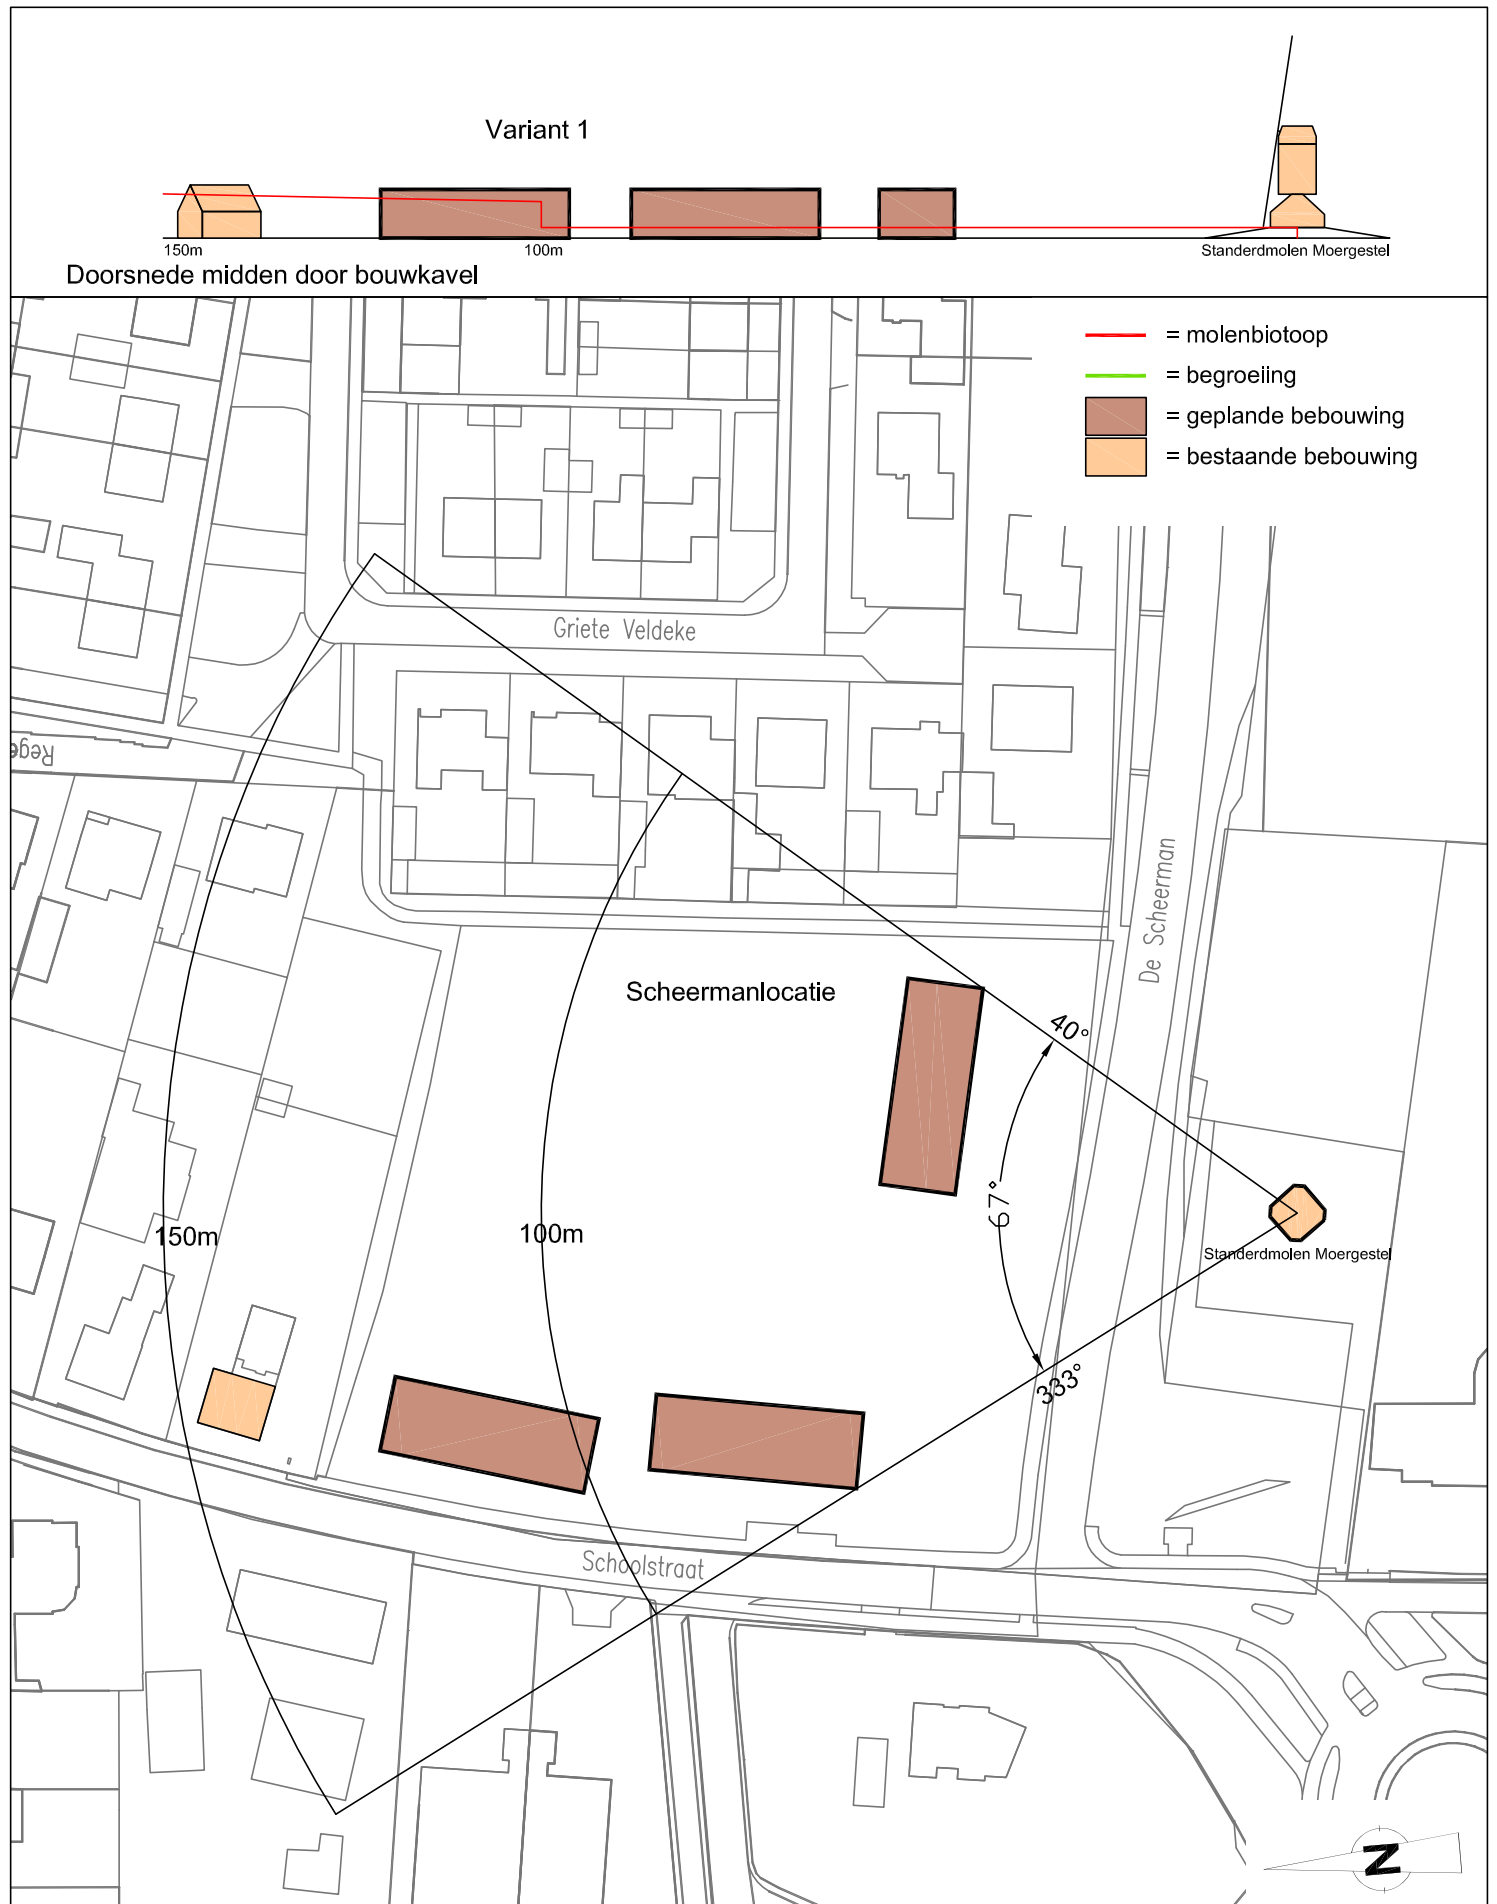 Variant 1
150m
100m
Standerdmolen Moergestel
Doorsnede midden door bouwkavel
= molenbiotoop
= begroeiing
= geplande bebouwing
= bestaande bebouwing
Griete Veldeke
Rege
De Scheerman
Scheermanlocatie
40°
67°
150m
100m
Standerdmolen Moergestel
333°
Schoolstraat
N